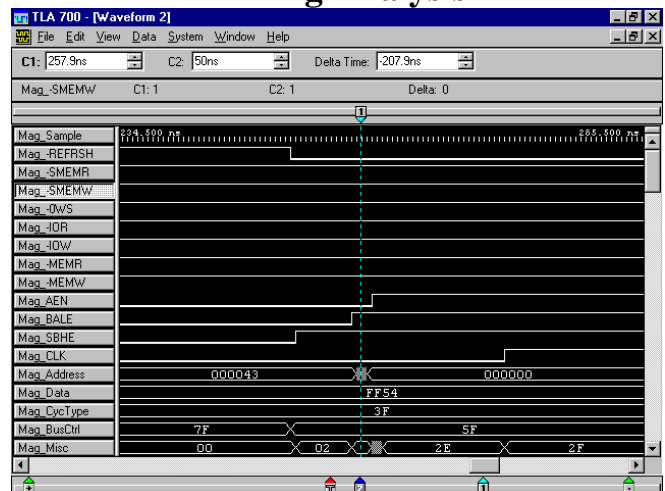 TLA 700 - [Waveform 2]
File Edit View Data System Window Help
C1: 257.9ns C2: 50ns Delta Time: -207.9ns
Mag_-SMEMW C1: 1 C2: 1 Delta: 0
1
Mag_Sample 234.500 ns 285.500 ns
Mag_-REFRSH
Mag_-SMEMR
Mag_-SMEMW
Mag_-0WS
Mag_-IOR
Mag_-IOW
Mag_-MEMR
Mag_-MEMW
Mag_AEN
Mag_BALE
Mag_SBHE
Mag_CLK
Mag_Address 000043 000000
Mag_Data FF54
Mag_CycType 3F
Mag_BusCtrl 7F 5F
Mag_Misc 00 02 2E 2F
T 2 1